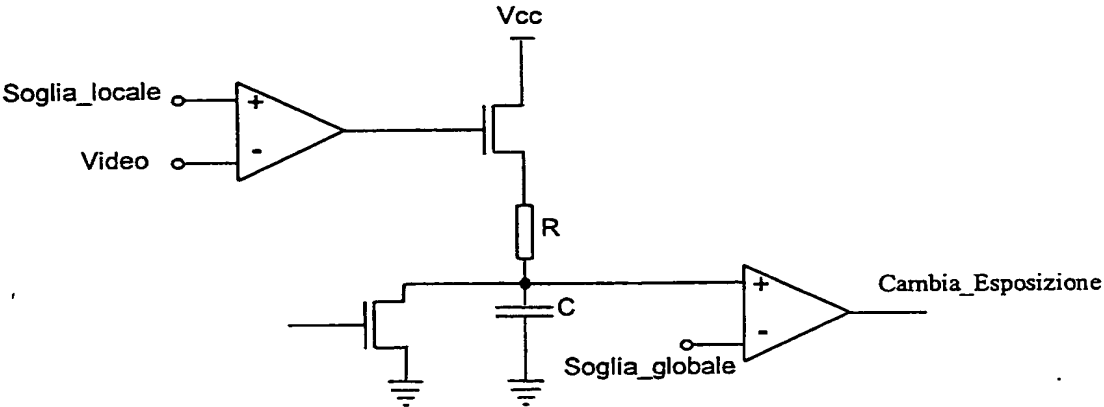 Vcc
Soglia_locale
+
Video
-
R
C
+
Cambia_Esposizione
-
Soglia_globale